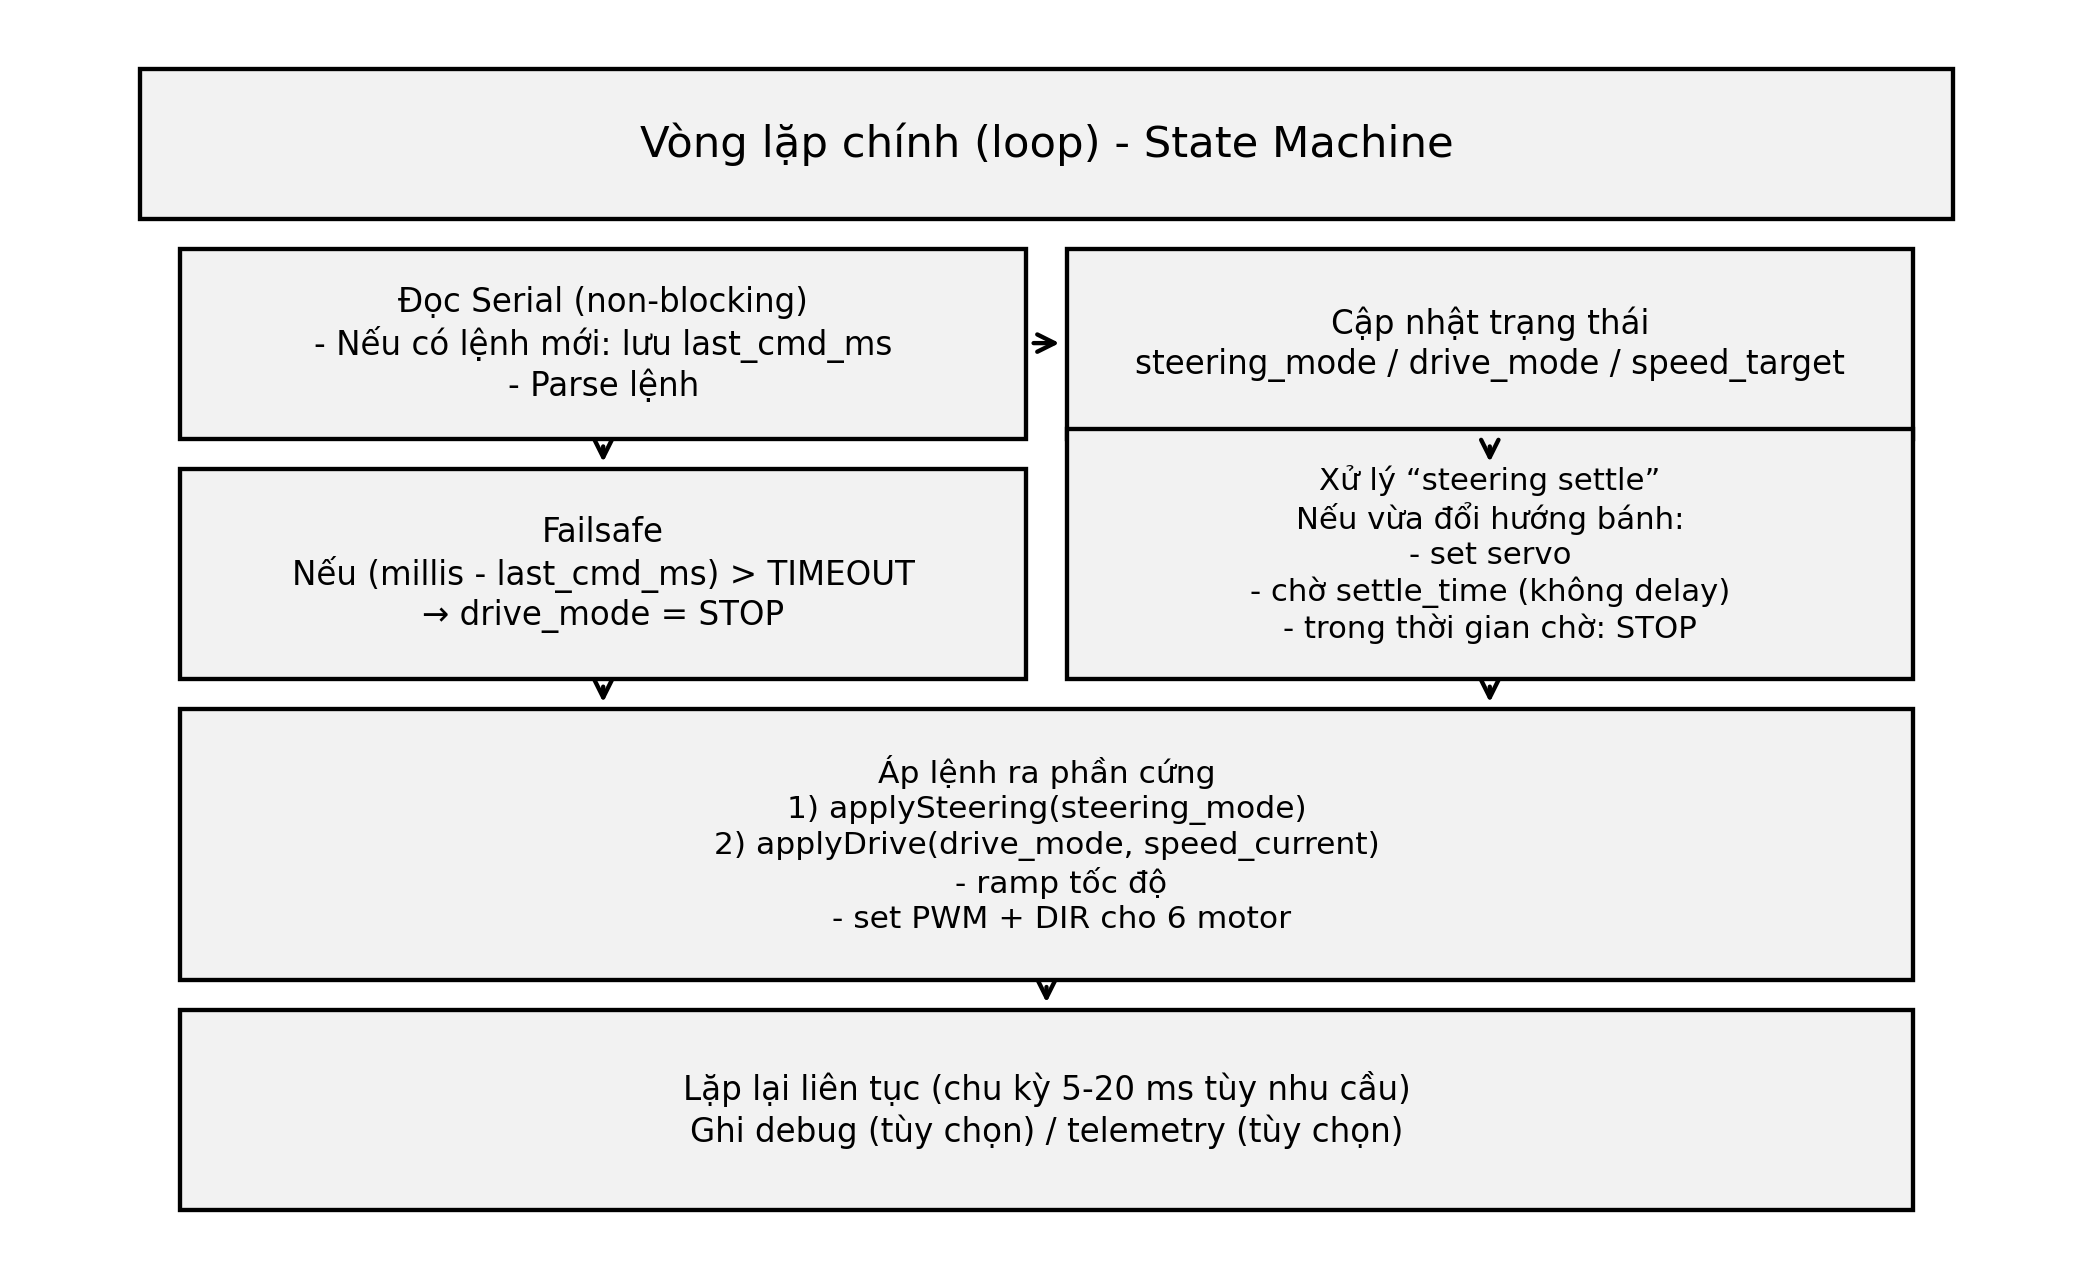 Vòng lặp chính (loop) - State Machine
Đọc Serial (non-blocking)
- Nếu có lệnh mới: lưu last_cmd_ms
- Parse lệnh
Cập nhật trạng thái
steering_mode / drive_mode / speed_target
Failsafe
Nếu (millis - last_cmd_ms) > TIMEOUT
→ drive_mode = STOP
Xử lý “steering settle”
Nếu vừa đổi hướng bánh:
- set servo
- chờ settle_time (không delay)
- trong thời gian chờ: STOP
Áp lệnh ra phần cứng
1) applySteering(steering_mode)
2) applyDrive(drive_mode, speed_current)
- ramp tốc độ
- set PWM + DIR cho 6 motor
Lặp lại liên tục (chu kỳ 5-20 ms tùy nhu cầu)
Ghi debug (tùy chọn) / telemetry (tùy chọn)